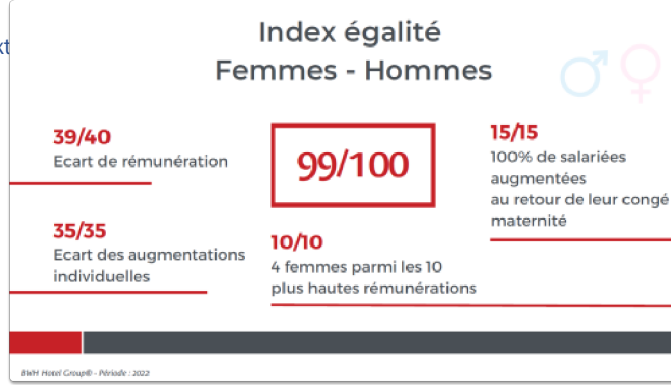 Index égalité
Femmes - Hommes
39/40
Ecart de rémunération
35/35
Ecart des augmentations
individuelles
99/100
10/10
4 femmes parmi les 10
plus hautes rémunérations
15/15
100% de salariées
augmentées
au retour de leur congé
maternité
BWH Hotel Group® - Période : 2022